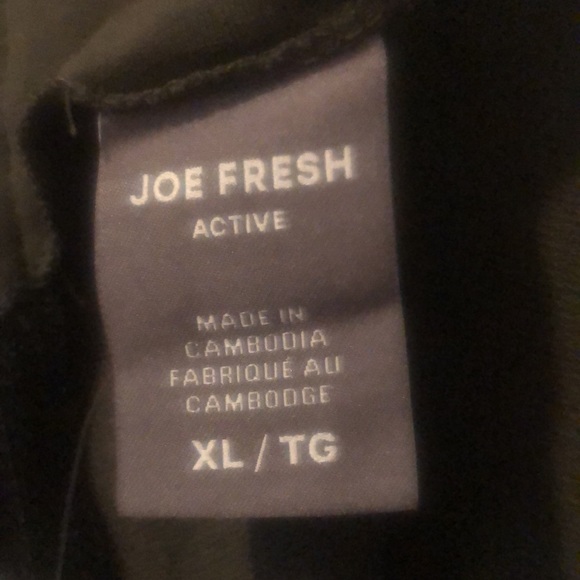 JOE FRESH
ACTIVE
MADE IN
CAMBODIA
FABRIQUÉ AU
CAMBODGE
XL / TG